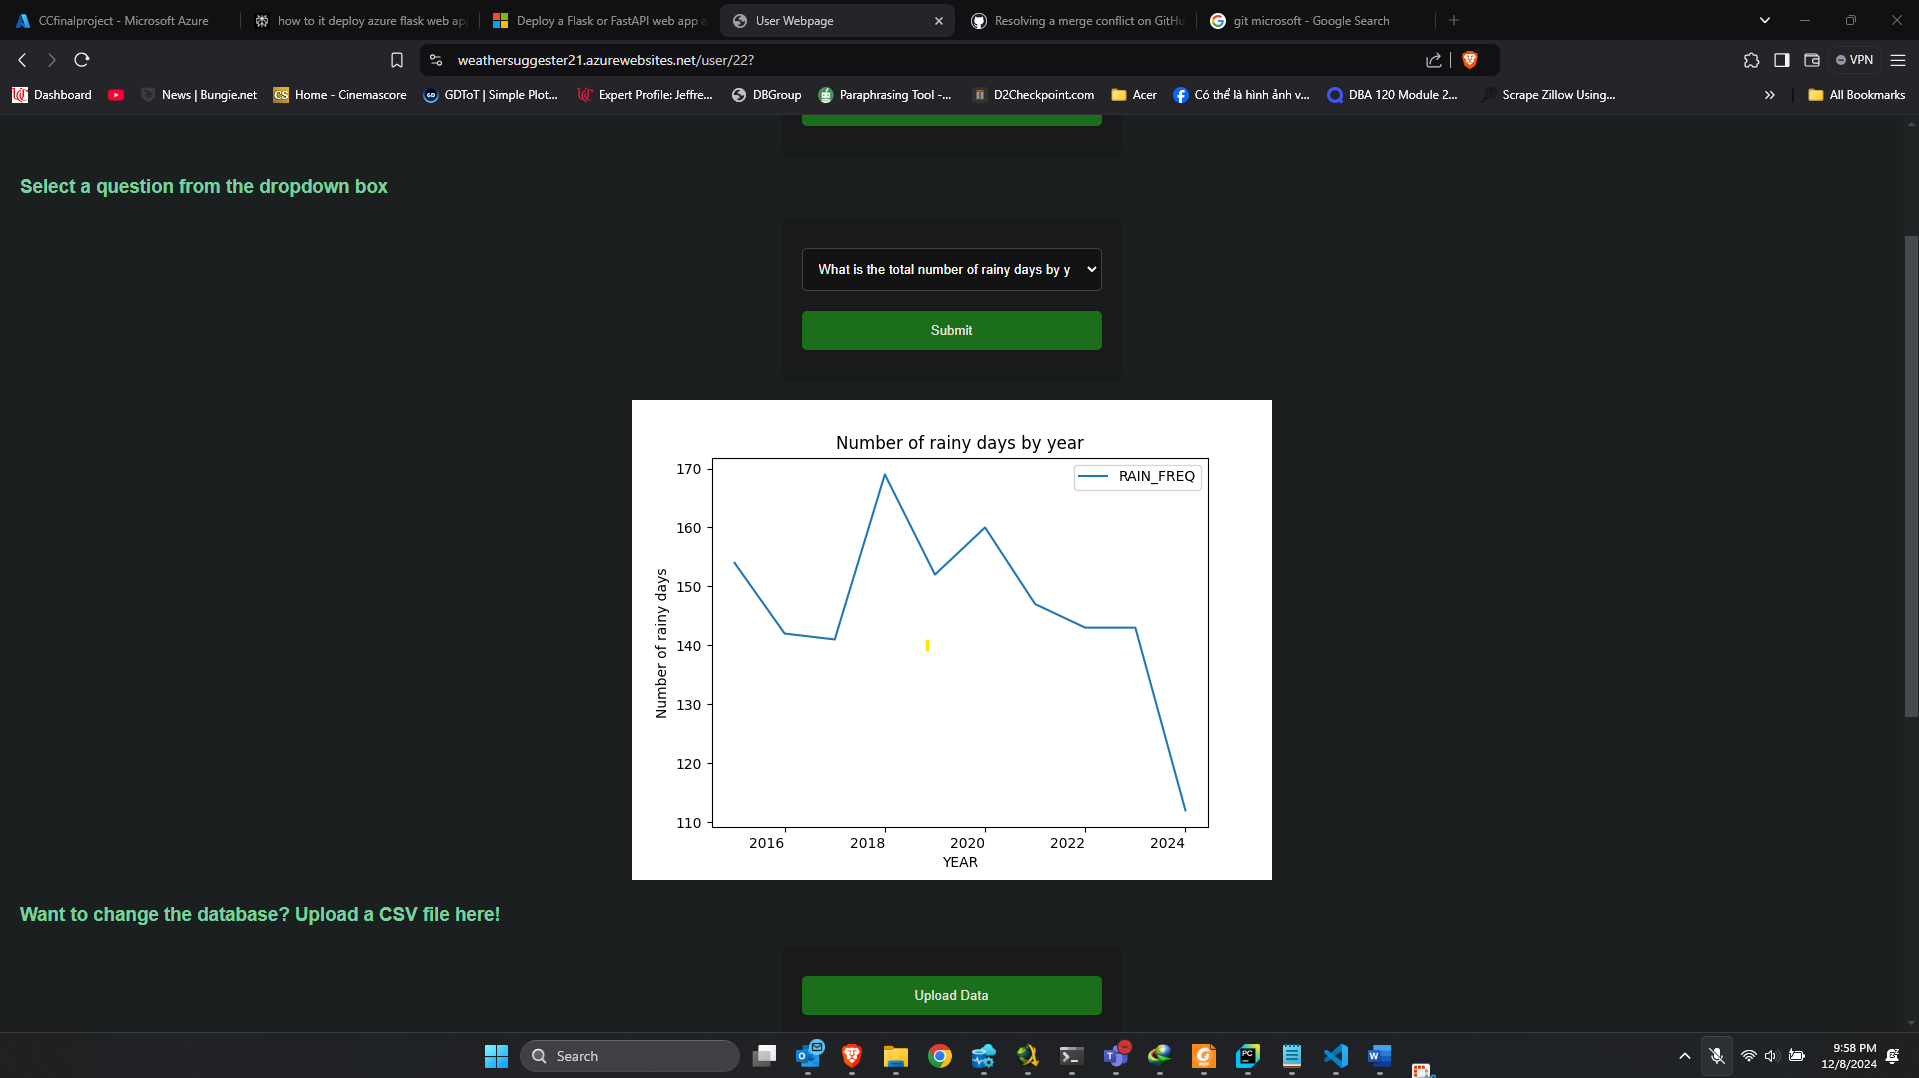 CCfinalproject - Microsoft Azure
how to it deploy azure flask web ap
Deploy a Flask or FastAPI web app a
User Webpage
Resolving a merge conflict on GitHu
git microsoft - Google Search
weathersuggester21.azurewebsites.net/user/22?
VPN
Dashboard
News | Bungie.net
CS
Home - Cinemascore
GDToT | Simple Plot...
Expert Profile: Jeffre...
DBGroup
Paraphrasing Tool -...
D2Checkpoint.com
Acer
Có thể là hình ảnh v...
DBA 120 Module 2...
Scrape Zillow Using...
All Bookmarks
Select a question from the dropdown box
What is the total number of rainy days by y
Submit
Number of rainy days by year
RAIN_FREQ
170
160
150
140
130
120
110
Number of rainy days
2016
2018
2020
2022
2024
YEAR
Want to change the database? Upload a CSV file here!
Upload Data
Search
9:58 PM
12/8/2024